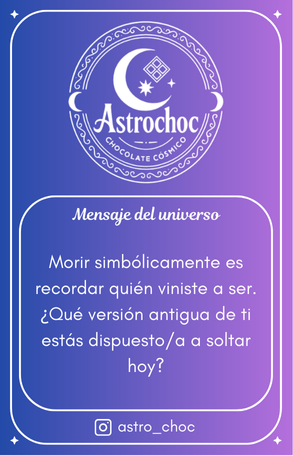 Astrochoc
CHOCOLATE CÓSMICO
Mensaje del universo
Morir simbólicamente es
recordar quién viniste a ser.
¿Qué versión antigua de ti
estás dispuesto/a a soltar
hoy?
astro_choc